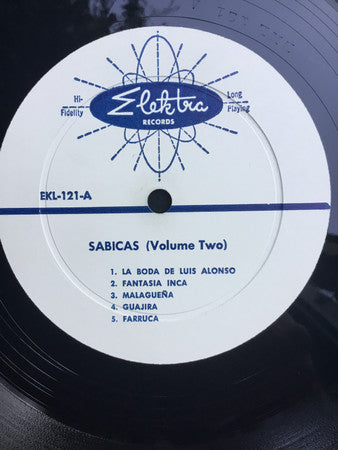 Hi-
Fidelity
Elektra
RECORDS
Long
Playing
EKL-121-A
SABICAS (Volume Two)
1. LA BODA DE LUIS ALONSO
2. FANTASIA INCA
3. MALAGUEÑA
4. GUAJIRA
5. FARRUCA